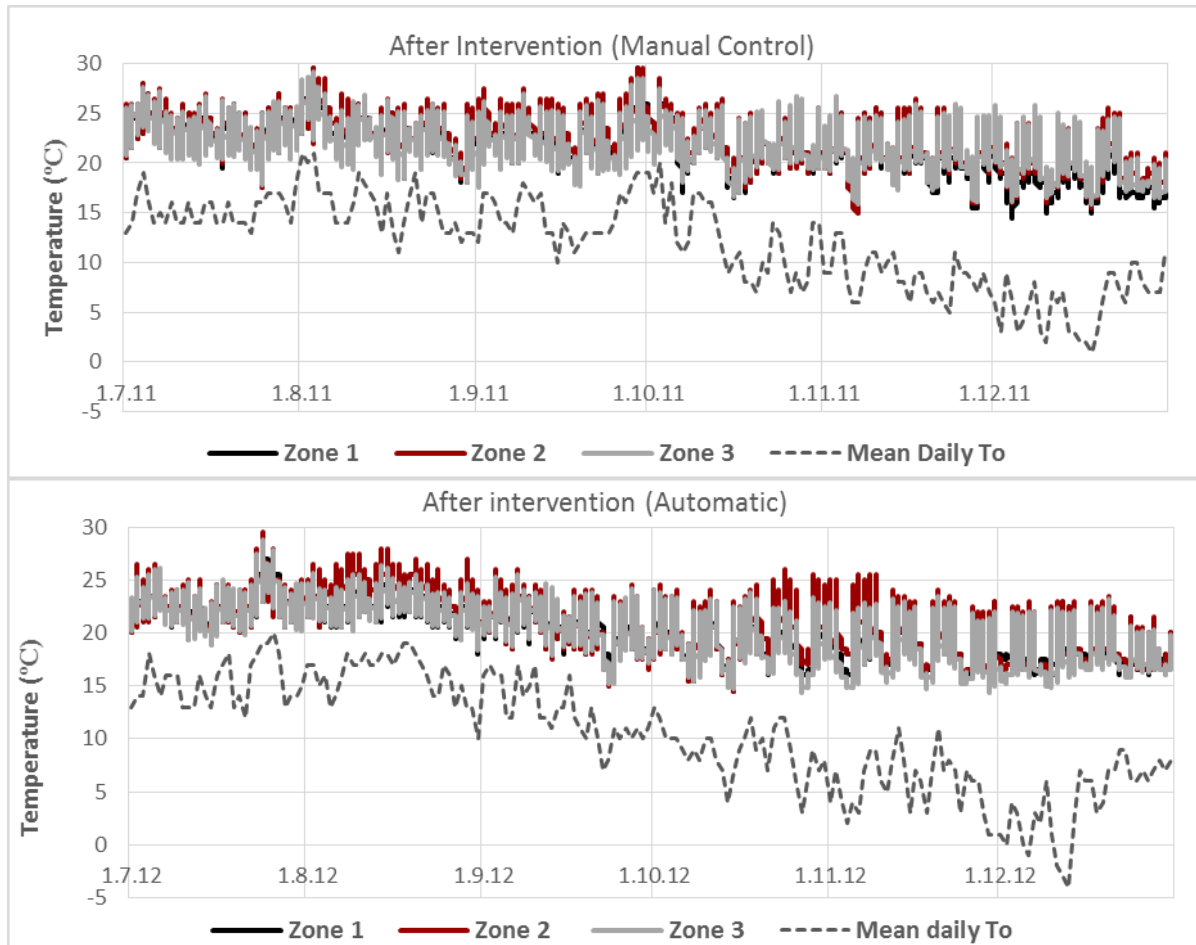 After Intervention (Manual Control)
30
25
20
15
10
5
0
-5
Temperature (°C)
1.7.11 1.8.11 1.9.11 1.10.11 1.11.11 1.12.11
Zone 1 Zone 2 Zone 3 Mean Daily To
After intervention (Automatic)
30
25
20
15
10
5
0
-5
Temperature (°C)
1.7.12 1.8.12 1.9.12 1.10.12 1.11.12 1.12.12
Zone 1 Zone 2 Zone 3 Mean daily To